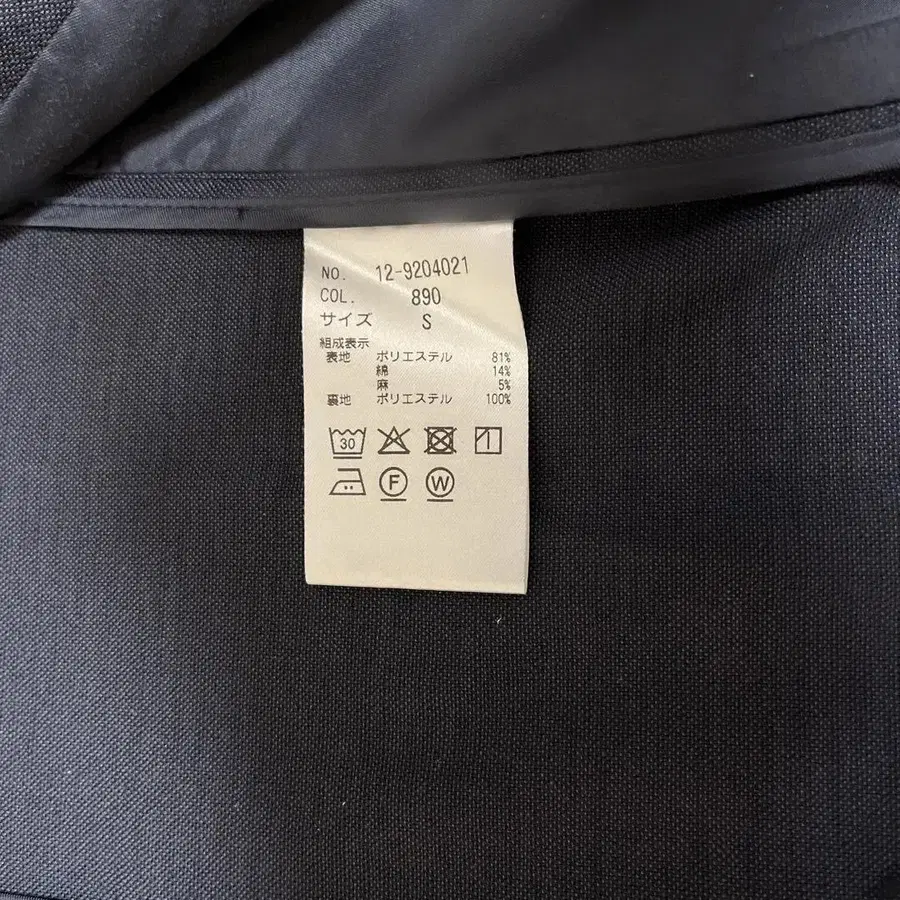 NO. 12-9204021
COL. 890
サイズ S
組成表示
表地 ポリエステル 81%
綿 14%
麻 5%
裏地 ポリエステル 100%
30
F W